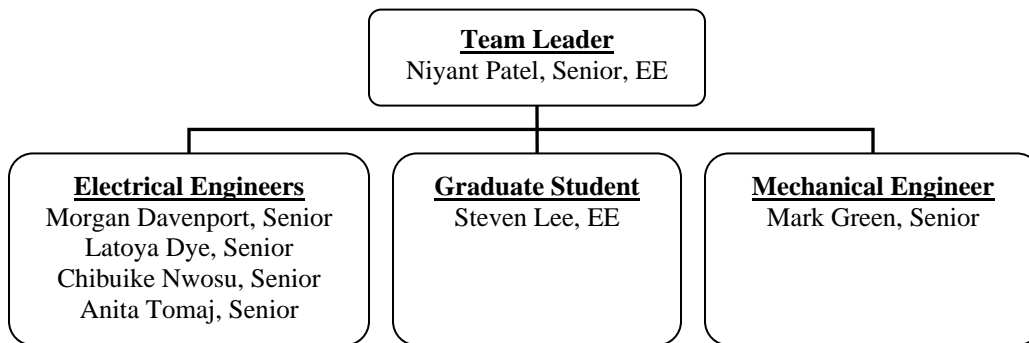 Team Leader
Niyant Patel, Senior, EE
Electrical Engineers
Morgan Davenport, Senior
Latoya Dye, Senior
Chibuike Nwosu, Senior
Anita Tomaj, Senior
Graduate Student
Steven Lee, EE
Mechanical Engineer
Mark Green, Senior